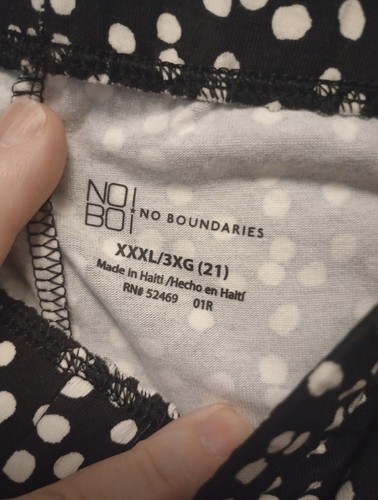 NO!
BO¡ NO BOUNDARIES
XXXL/3XG (21)
Made in Haiti /Hecho en Haití
RN# 52469 01R